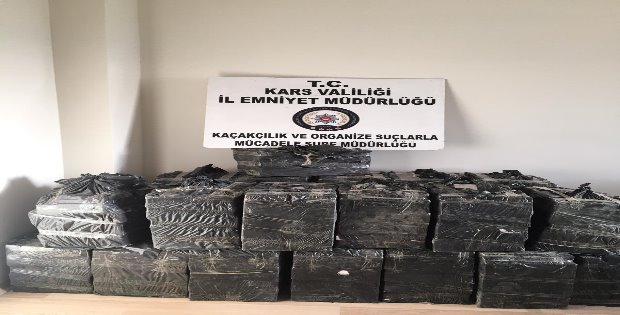 T.C.
KARS VALİLİĞİ
İL EMNİYET MÜDÜRLÜĞÜ
KAÇAKÇILIK VE ORGANİZE SUÇLARLA
MÜCADELE ŞUBE MÜDÜRLÜĞÜ